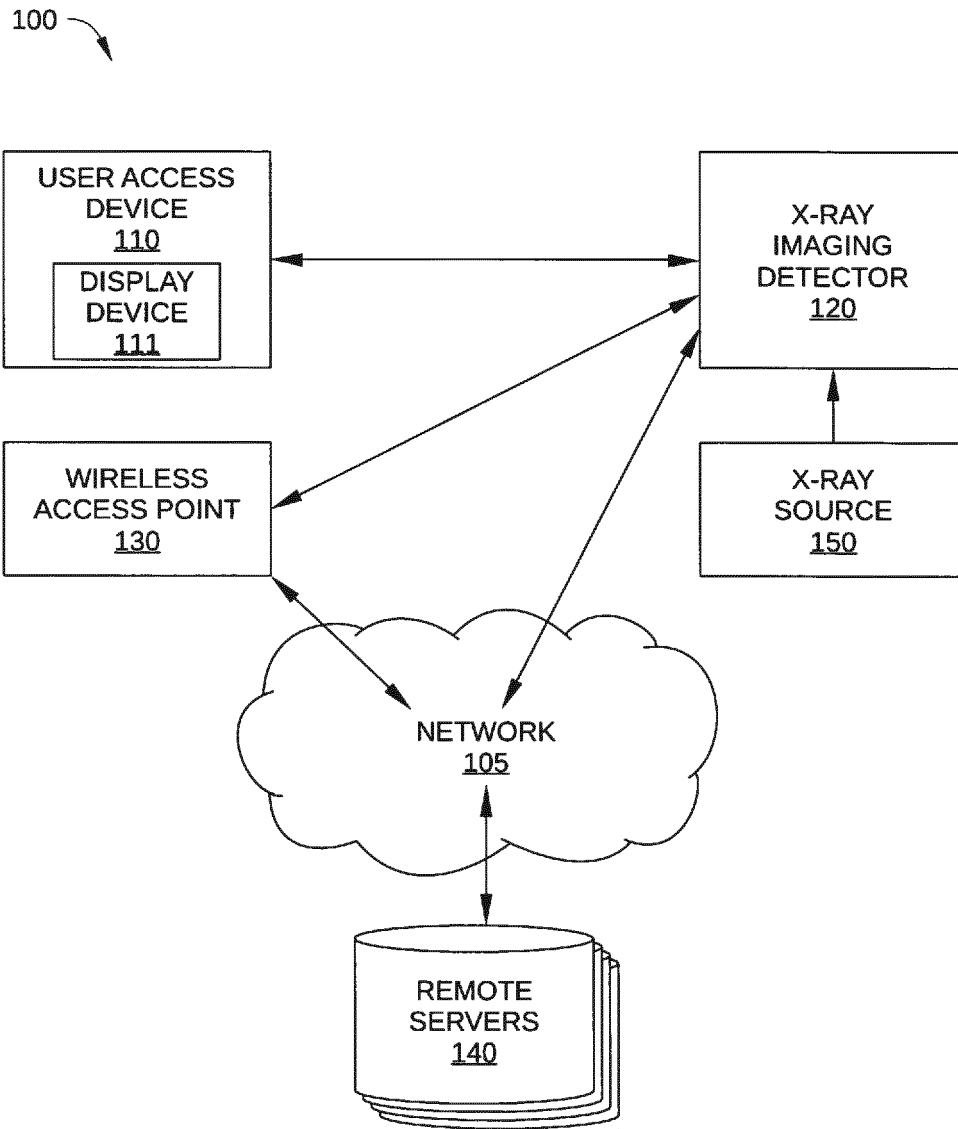 100
USER ACCESS
DEVICE
110
DISPLAY
DEVICE
111
X-RAY
IMAGING
DETECTOR
120
WIRELESS
ACCESS POINT
130
X-RAY
SOURCE
150
NETWORK
105
REMOTE
SERVERS
140